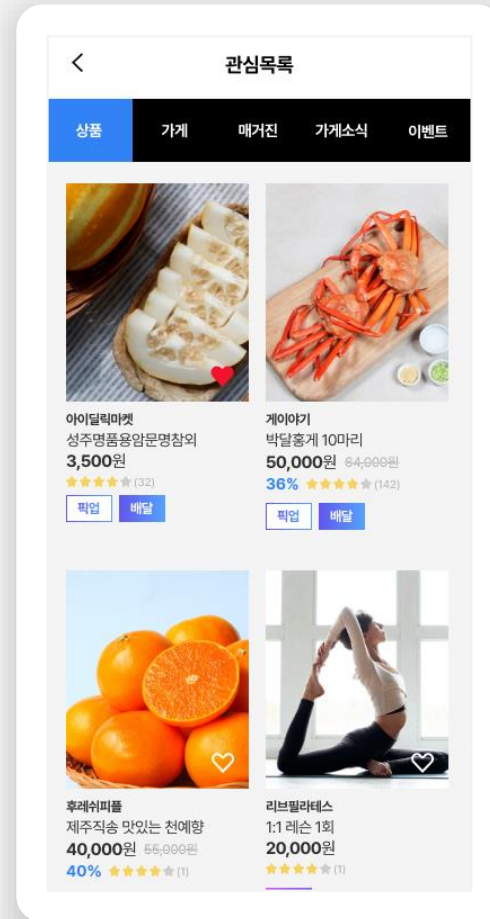 관심목록
상품 가게 매거진 가게소식 이벤트
아이딜릭마켓
성주명품용암문명참외
3,500원
(32)
픽업 배달
게이야기
박달홍게 10마리
50,000원 64,000원
36% (142)
픽업 배달
후레쉬피플
제주직송 맛있는 천예향
40,000원 55,000원
40% (1)
리브필라테스
1:1 레슨 1회
20,000원
(1)